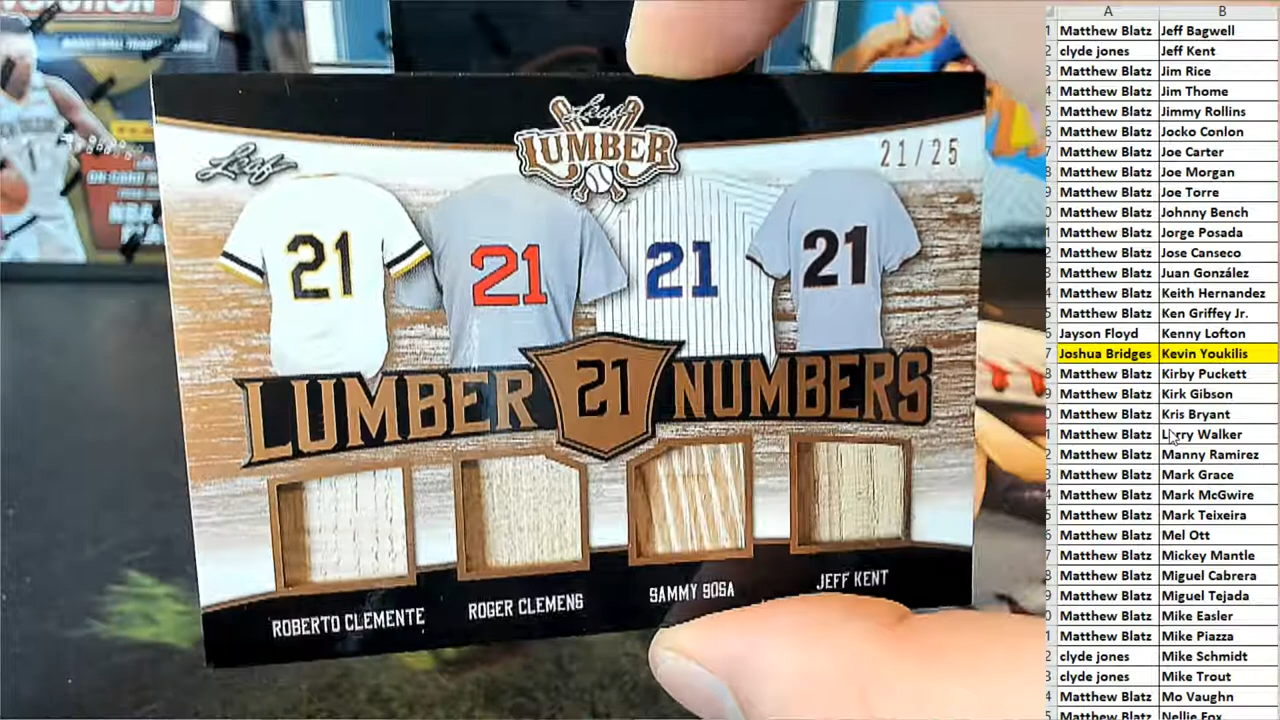 BASKETBALL TRADING CARDS
Leaf
LUMBER
Leaf
21/25
21
21
21
21
LUMBER 21 NUMBERS
ROBERTO CLEMENTE
ROGER CLEMENS
SAMMY SOSA
JEFF KENT
A B
Matthew Blatz Jeff Bagwell
clyde jones Jeff Kent
Matthew Blatz Jim Rice
Matthew Blatz Jim Thome
Matthew Blatz Jimmy Rollins
Matthew Blatz Jocko Conlon
Matthew Blatz Joe Carter
Matthew Blatz Joe Morgan
Matthew Blatz Joe Torre
Matthew Blatz Johnny Bench
Matthew Blatz Jorge Posada
Matthew Blatz Jose Canseco
Matthew Blatz Juan González
Matthew Blatz Keith Hernandez
Matthew Blatz Ken Griffey Jr.
Jayson Floyd Kenny Lofton
Joshua Bridges Kevin Youkilis
Matthew Blatz Kirby Puckett
Matthew Blatz Kirk Gibson
Matthew Blatz Kris Bryant
Matthew Blatz Larry Walker
Matthew Blatz Manny Ramirez
Matthew Blatz Mark Grace
Matthew Blatz Mark McGwire
Matthew Blatz Mark Teixeira
Matthew Blatz Mel Ott
Matthew Blatz Mickey Mantle
Matthew Blatz Miguel Cabrera
Matthew Blatz Miguel Tejada
Matthew Blatz Mike Easler
Matthew Blatz Mike Piazza
clyde jones Mike Schmidt
clyde jones Mike Trout
Matthew Blatz Mo Vaughn
Matthew Blatz Nellie Fox